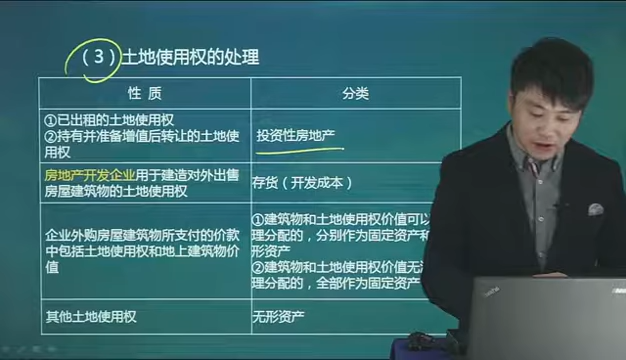 （3）土地使用权的处理
性 质
分类
①已出租的土地使用权
②持有并准备增值后转让的土地使
用权
投资性房地产
房地产开发企业用于建造对外出售
房屋建筑物的土地使用权
存货（开发成本）
企业外购房屋建筑物所支付的价款
中包括土地使用权和地上建筑物价
值
①建筑物和土地使用权价值可以
理分配的，分别作为固定资产和
形资产
②建筑物和土地使用权价值无
理分配的，全部作为固定资产
其他土地使用权
无形资产
ThinkPad